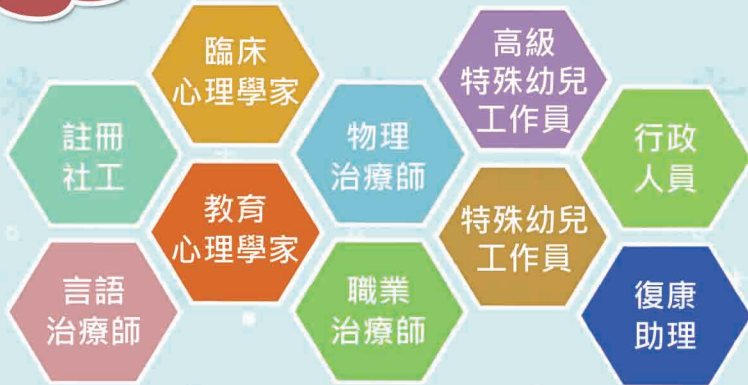 臨床
心理學家
高級
特殊幼兒
工作員
註冊
社工
物理
治療師
行政
人員
教育
心理學家
特殊幼兒
工作員
言語
治療師
職業
治療師
復康
助理